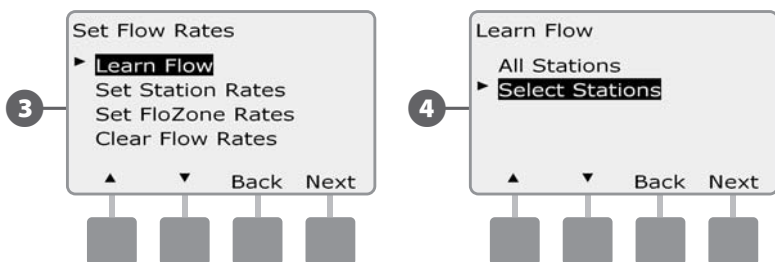 3
Set Flow Rates
► Learn Flow
Set Station Rates
Set FloZone Rates
Clear Flow Rates
▲ ▼ Back Next
4
Learn Flow
All Stations
► Select Stations
▲ ▼ Back Next